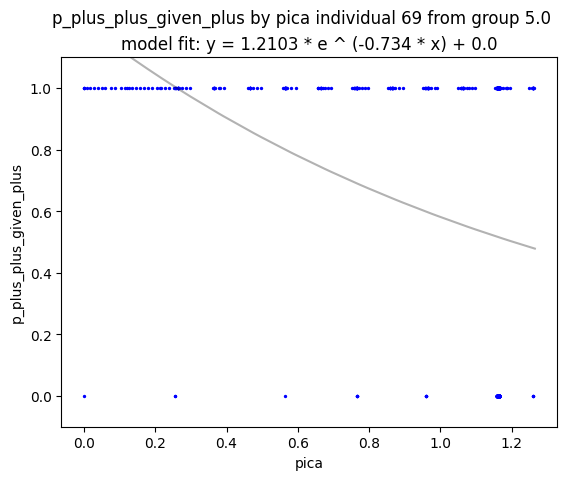 p_plus_plus_given_plus by pica individual 69 from group 5.0
model fit: y = 1.2103 * e ^ (-0.734 * x) + 0.0
1.0
0.8
0.6
0.4
0.2
0.0
p_plus_plus_given_plus
0.0 0.2 0.4 0.6 0.8 1.0 1.2
pica